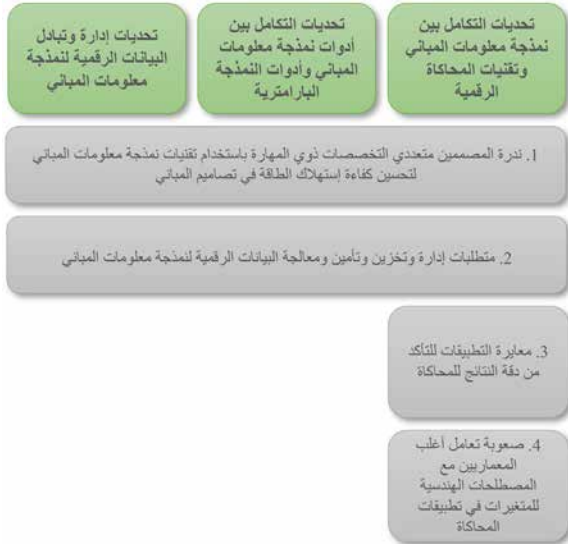 تحديات التكامل بين
نمذجة معلومات المباني
وتقنيات المحاكاة
الرقمية
تحديات التكامل بين
أدوات نمذجة معلومات
المباني وأدوات النمذجة
البارامترية
تحديات إدارة وتبادل
البيانات الرقمية لنمذجة
معلومات المباني
1. ندرة المصممين متعددي التخصصات ذوي المهارة باستخدام تقنيات نمذجة معلومات المباني
لتحسين كفاءة إستهلاك الطاقة في تصاميم المباني
2. متطلبات إدارة وتخزين وتأمين ومعالجة البيانات الرقمية لنمذجة معلومات المباني
3. معايرة التطبيقات للتأكد
من دقة النتائج للمحاكاة
4. صعوبة تعامل أغلب
المعماريين مع
المصطلحات الهندسية
للمتغيرات في تطبيقات
المحاكاة